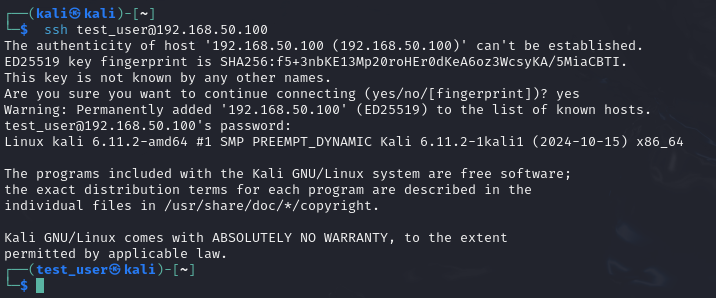 ┌──(kali㉿kali)-[~]
└─$  ssh test_user@192.168.50.100
The authenticity of host '192.168.50.100 (192.168.50.100)' can't be established.
ED25519 key fingerprint is SHA256:f5+3nbKE13Mp20roHEr0dKeA6oz3WcsyKA/5MiaCBTI.
This key is not known by any other names.
Are you sure you want to continue connecting (yes/no/[fingerprint])? yes
Warning: Permanently added '192.168.50.100' (ED25519) to the list of known hosts.
test_user@192.168.50.100's password:
Linux kali 6.11.2-amd64 #1 SMP PREEMPT_DYNAMIC Kali 6.11.2-1kali1 (2024-10-15) x86_64

The programs included with the Kali GNU/Linux system are free software;
the exact distribution terms for each program are described in the
individual files in /usr/share/doc/*/copyright.

Kali GNU/Linux comes with ABSOLUTELY NO WARRANTY, to the extent
permitted by applicable law.
┌──(test_user㉿kali)-[~]
└─$